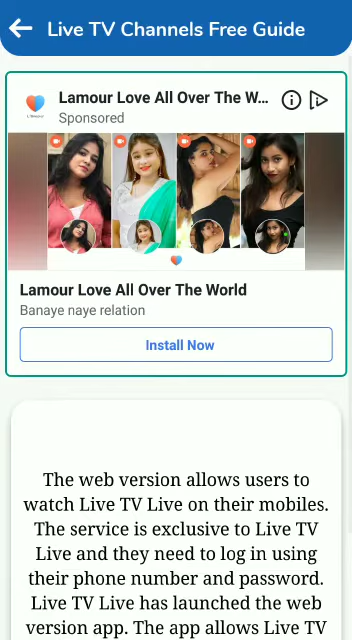 Live TV Channels Free Guide
Lamour Love All Over The W...
Sponsored
Lamour Love All Over The World
Banaye naye relation
Install Now
The web version allows users to
watch Live TV Live on their mobiles.
The service is exclusive to Live TV
Live and they need to log in using
their phone number and password.
Live TV Live has launched the web
version app. The app allows Live TV